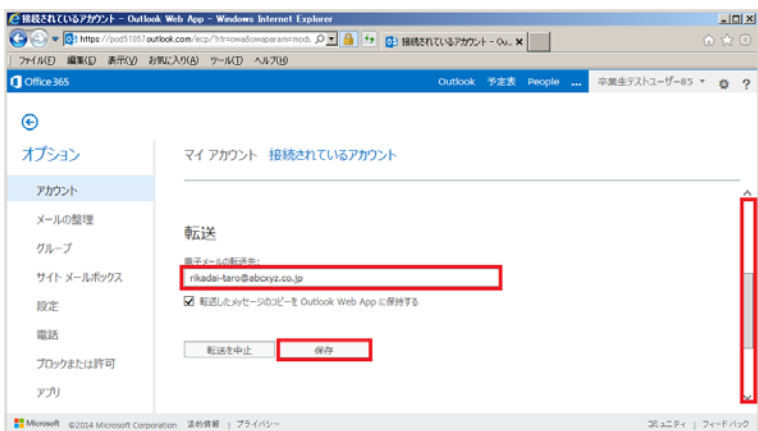 接続されているアカウント - Outlook Web App - Windows Internet Explorer
https://pod51057.outlook.com/ecp/?rfr=owa&owaparam=modu
接続されているアカウント - Ou...
ファイル(F) 編集(E) 表示(V) お気に入り(A) ツール(T) ヘルプ(H)
Office 365 Outlook 予定表 People ... 卒業生テストユーザー85 ?
オプション
マイ アカウント 接続されているアカウント
アカウント
メールの整理
グループ
サイト メールボックス
設定
電話
ブロックまたは許可
アプリ
転送
電子メールの転送先:
rikadai-taro@abcxyz.co.jp
転送したメッセージのコピーを Outlook Web App に保持する
転送を中止 保存
Microsoft ©2014 Microsoft Corporation 法的情報 | プライバシー コミュニティ | フィードバック